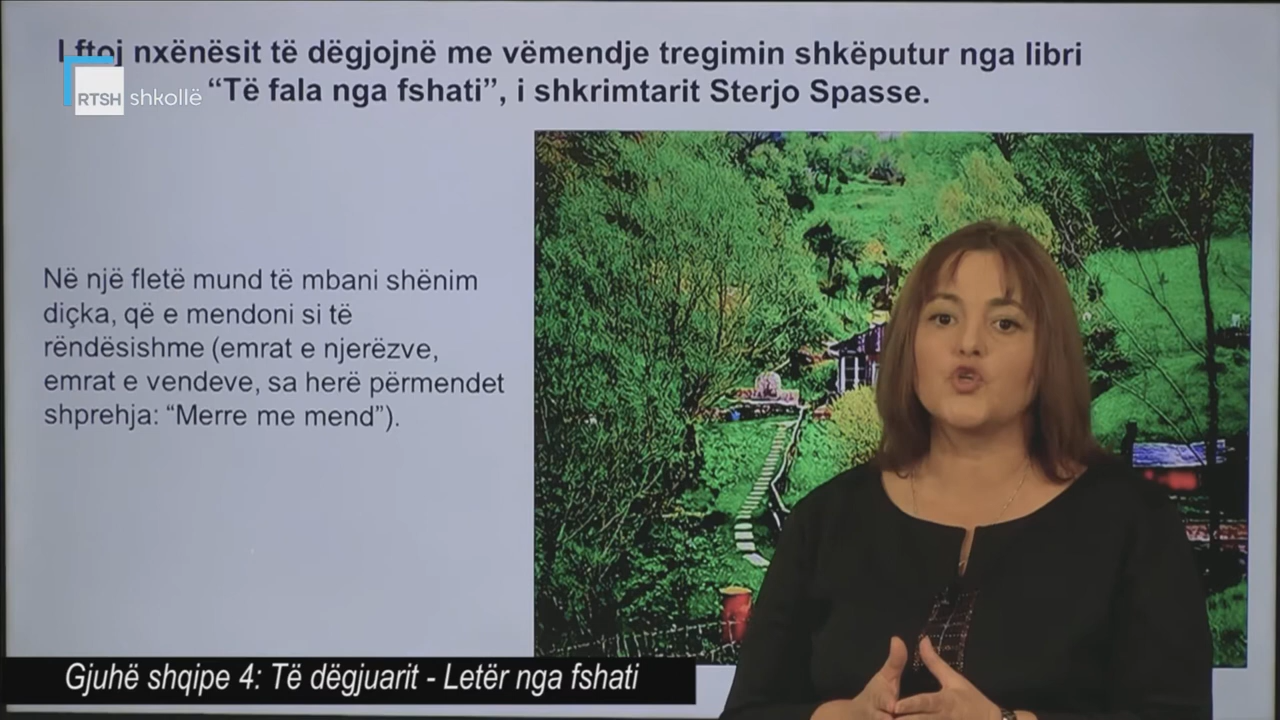 I ftoj nxënësit të dëgjojnë me vëmendje tregimin shkëputur nga libri
“Të fala nga fshati”, i shkrimtarit Sterjo Spasse.
RTSH shkollë
Në një fletë mund të mbani shënim
diçka, që e mendoni si të
rëndësishme (emrat e njerëzve,
emrat e vendeve, sa herë përmendet
shprehja: “Merre me mend”).
Gjuhë shqipe 4: Të dëgjuarit - Letër nga fshati